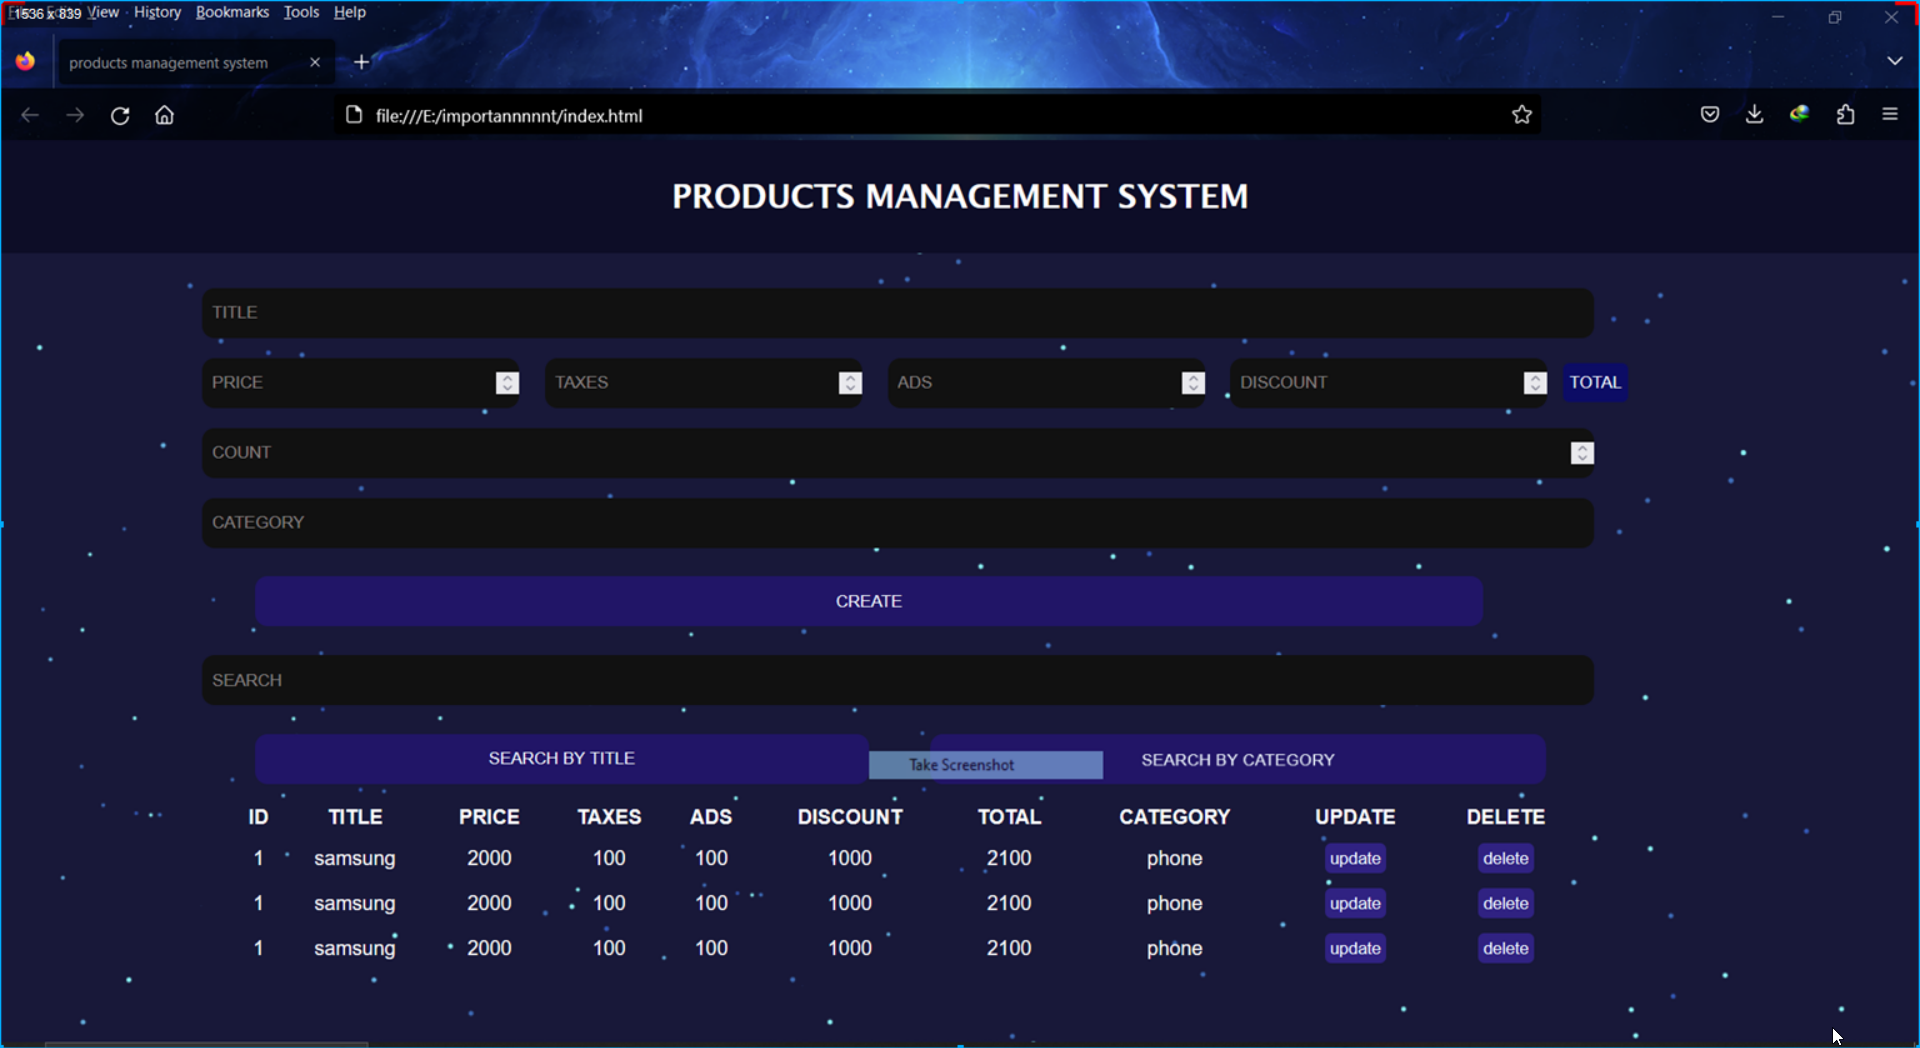 1536 x 839 View History Bookmarks Tools Help
products management system
file:///E:/importannnnnt/index.html
PRODUCTS MANAGEMENT SYSTEM
TITLE
PRICE TAXES ADS DISCOUNT TOTAL
COUNT
CATEGORY
CREATE
SEARCH
SEARCH BY TITLE Take Screenshot SEARCH BY CATEGORY
ID TITLE PRICE TAXES ADS DISCOUNT TOTAL CATEGORY UPDATE DELETE
1 samsung 2000 100 100 1000 2100 phone update delete
1 samsung 2000 100 100 1000 2100 phone update delete
1 samsung 2000 100 100 1000 2100 phone update delete